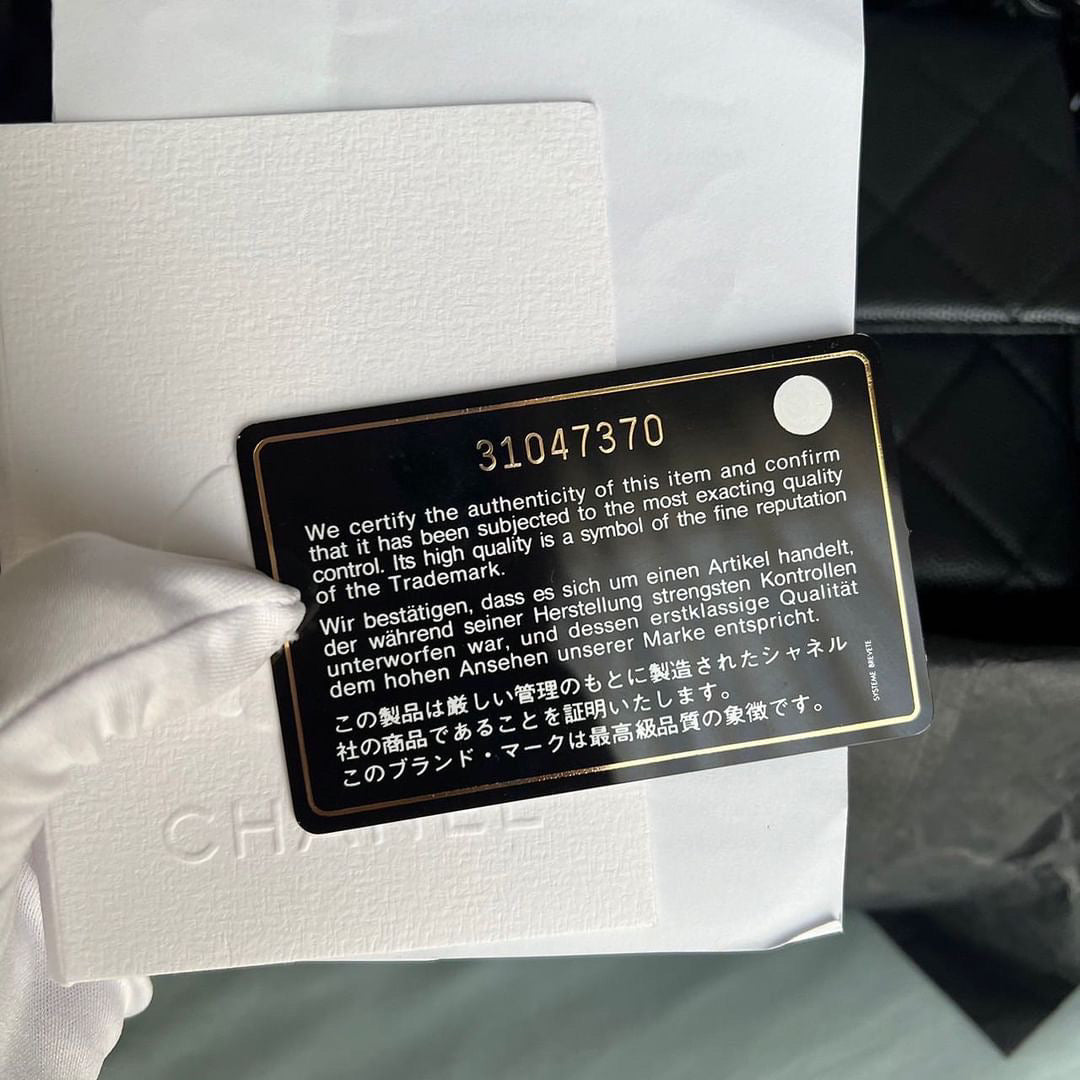 31047370
We certify the authenticity of this item and confirm
that it has been subjected to the most exacting quality
control. Its high quality is a symbol of the fine reputation
of the Trademark.
Wir bestätigen, dass es sich um einen Artikel handelt,
der während seiner Herstellung strengsten Kontrollen
unterworfen war, und dessen erstklassige Qualität
dem hohen Ansehen unserer Marke entspricht.
この製品は厳しい管理のもとに製造されたシャネル
社の商品であることを証明いたします。
このブランド・マークは最高級品質の象徴です。
SYSTEME BREVETE
CHANEL